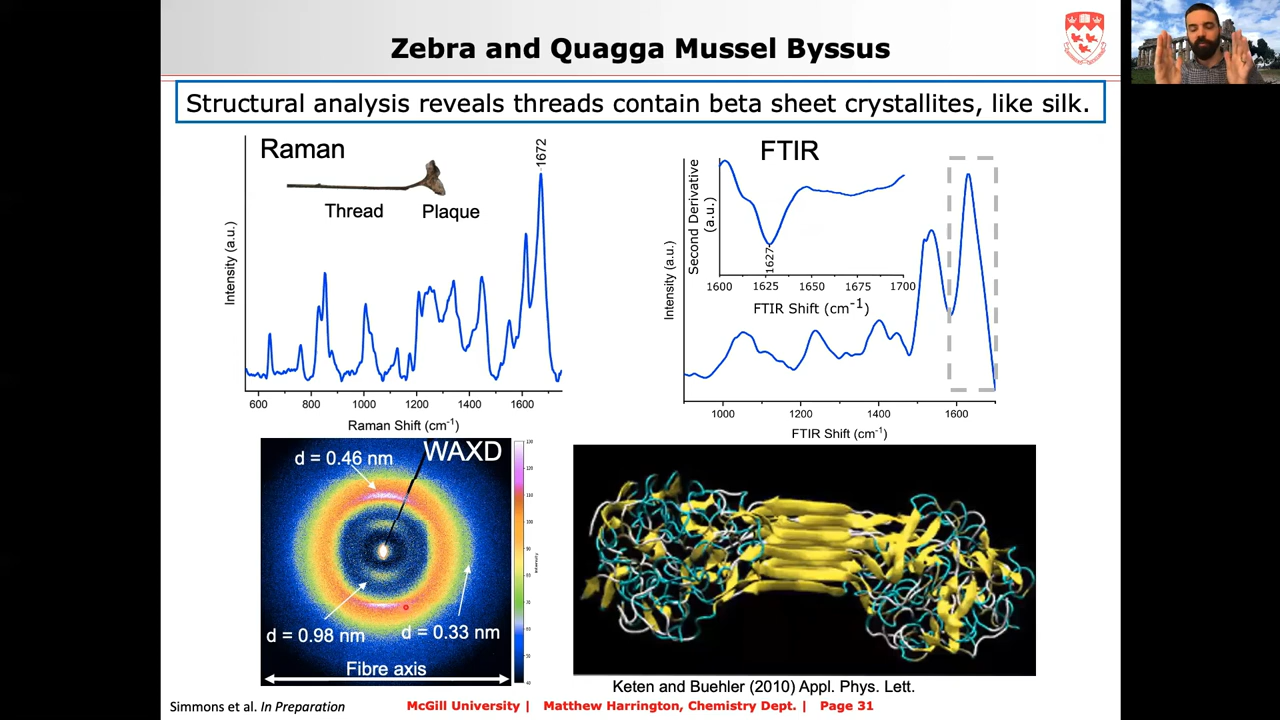 Zebra and Quagga Mussel Byssus
Structural analysis reveals threads contain beta sheet crystallites, like silk.
Raman
1672
Thread
Plaque
Intensity (a.u.)
600
800
1000
1200
1400
1600
Raman Shift (cm-1)
FTIR
Second Derivative
(a.u.)
1627
1600
1625
1650
1675
1700
FTIR Shift (cm-1)
Intensity (a.u.)
1000
1200
1400
1600
FTIR Shift (cm-1)
WAXD
d = 0.46 nm
d = 0.98 nm
d = 0.33 nm
Fibre axis
Keten and Buehler (2010) Appl. Phys. Lett.
Simmons et al. In Preparation
McGill University | Matthew Harrington, Chemistry Dept. | Page 31